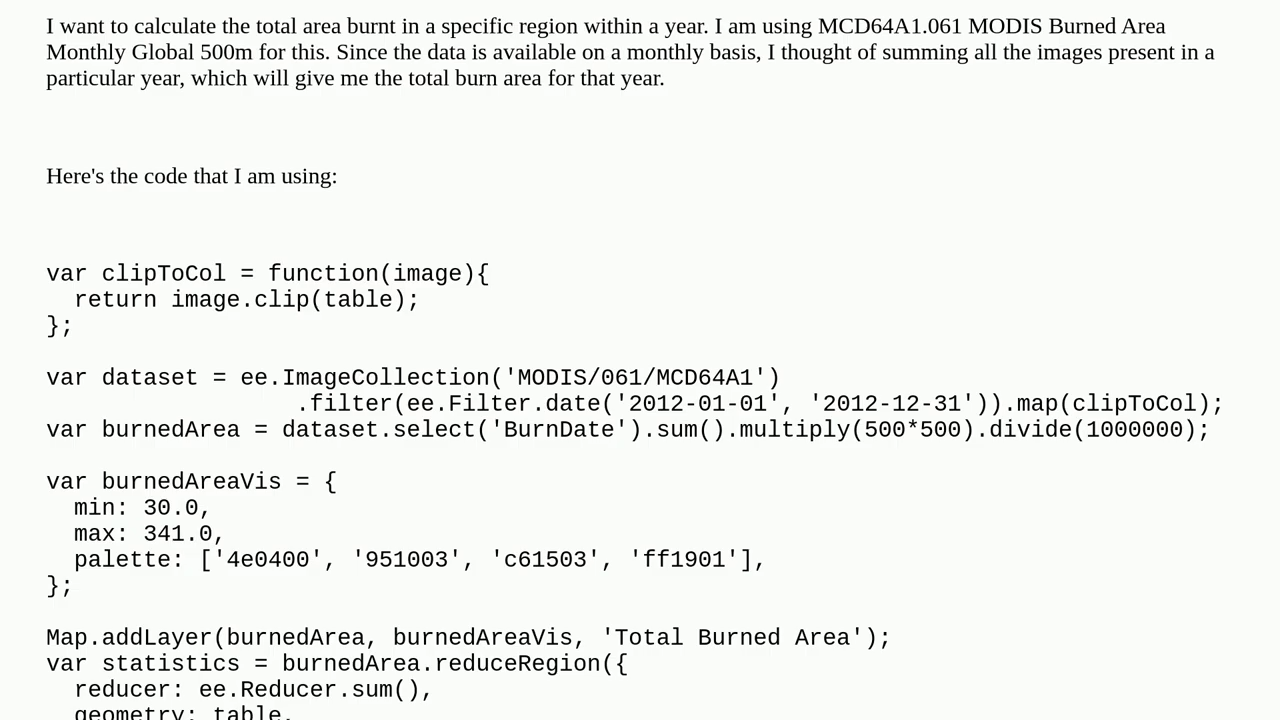 I want to calculate the total area burnt in a specific region within a year. I am using MCD64A1.061 MODIS Burned Area
Monthly Global 500m for this. Since the data is available on a monthly basis, I thought of summing all the images present in a
particular year, which will give me the total burn area for that year.
Here's the code that I am using:
var clipToCol = function(image){
  return image.clip(table);
};
var dataset = ee.ImageCollection('MODIS/061/MCD64A1')
                  .filter(ee.Filter.date('2012-01-01', '2012-12-31')).map(clipToCol);
var burnedArea = dataset.select('BurnDate').sum().multiply(500*500).divide(1000000);
var burnedAreaVis = {
  min: 30.0,
  max: 341.0,
  palette: ['4e0400', '951003', 'c61503', 'ff1901'],
};
Map.addLayer(burnedArea, burnedAreaVis, 'Total Burned Area');
var statistics = burnedArea.reduceRegion({
  reducer: ee.Reducer.sum(),
  geometry: table,